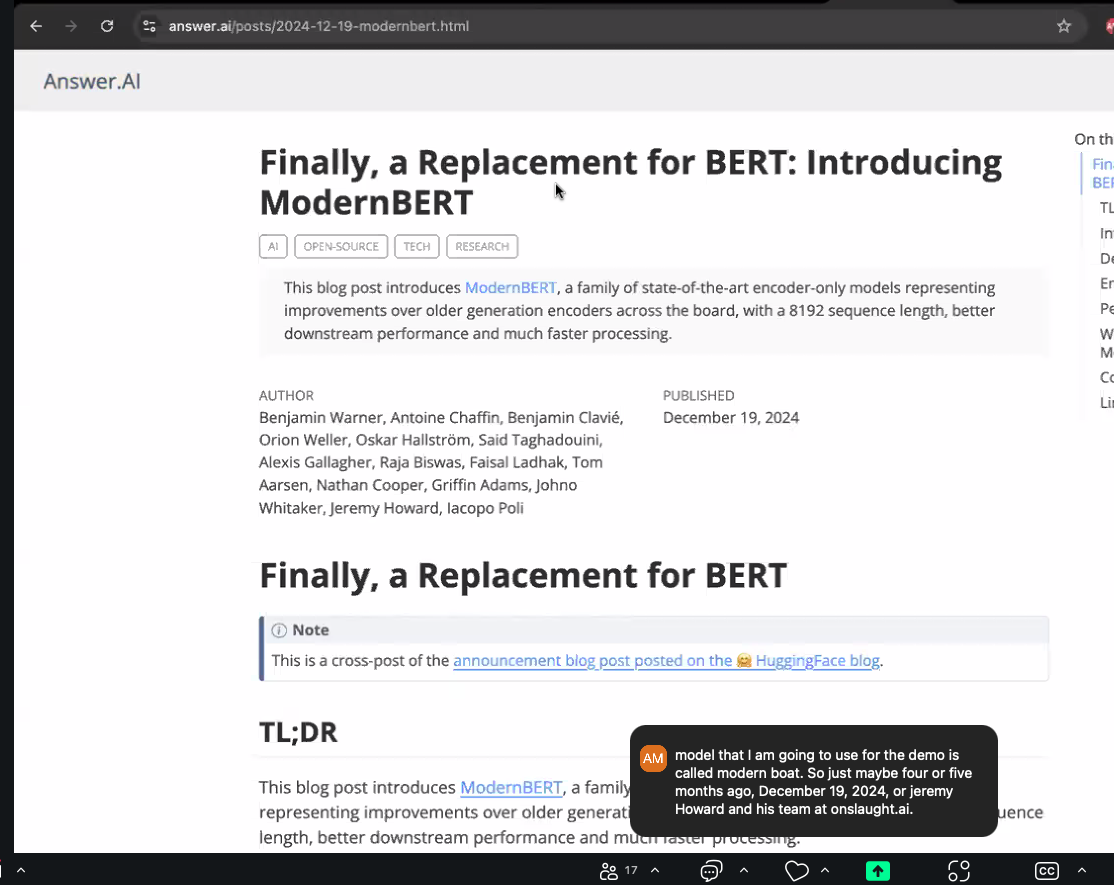 answer.ai/posts/2024-12-19-modernbert.html
Answer.AI
On th
Finally, a Replacement for BERT: Introducing
ModernBERT
AI
OPEN-SOURCE
TECH
RESEARCH
This blog post introduces ModernBERT, a family of state-of-the-art encoder-only models representing
improvements over older generation encoders across the board, with a 8192 sequence length, better
downstream performance and much faster processing.
AUTHOR
Benjamin Warner, Antoine Chaffin, Benjamin Clavié,
Orion Weller, Oskar Hallström, Said Taghadouini,
Alexis Gallagher, Raja Biswas, Faisal Ladhak, Tom
Aarsen, Nathan Cooper, Griffin Adams, Johno
Whitaker, Jeremy Howard, Iacopo Poli
PUBLISHED
December 19, 2024
Fin
BER
TL
In
De
En
Pe
W
M
Co
Li
Finally, a Replacement for BERT
Note
This is a cross-post of the announcement blog post posted on the 🤗 HuggingFace blog.
TL;DR
This blog post introduces ModernBERT, a family
representing improvements over older generati
uence
length, better downstream performance and much faster processing.
AM
model that I am going to use for the demo is
called modern boat. So just maybe four or five
months ago, December 19, 2024, or jeremy
Howard and his team at onslaught.ai.
17
CC